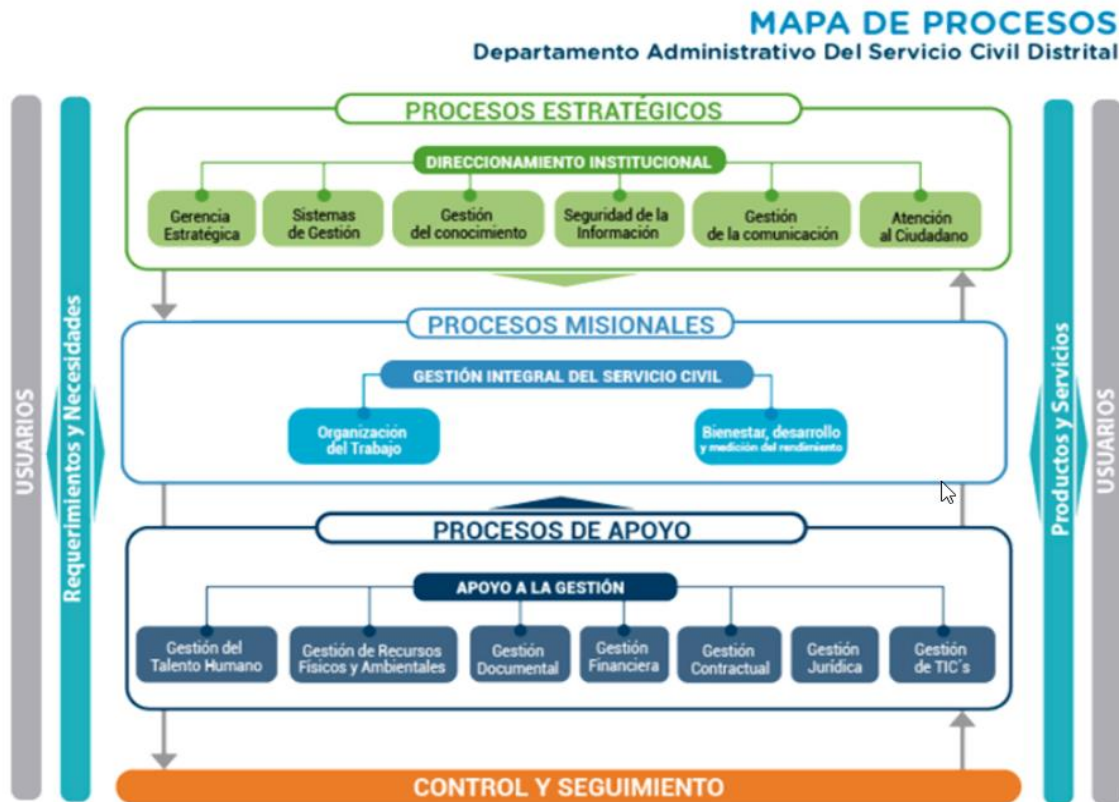 MAPA DE PROCESOS
Departamento Administrativo Del Servicio Civil Distrital
USUARIOS
Requerimientos y Necesidades
PROCESOS ESTRATÉGICOS
DIRECCIONAMIENTO INSTITUCIONAL
Gerencia
Estratégica
Sistemas
de Gestión
Gestión
del conocimiento
Seguridad de la
Información
Gestión
de la comunicación
Atención
al Ciudadano
PROCESOS MISIONALES
GESTIÓN INTEGRAL DEL SERVICIO CIVIL
Organización
del Trabajo
Bienestar, desarrollo
y medición del rendimiento
PROCESOS DE APOYO
APOYO A LA GESTIÓN
Gestión del
Talento Humano
Gestión de Recursos
Físicos y Ambientales
Gestión
Documental
Gestión
Financiera
Gestión
Contractual
Gestión
Jurídica
Gestión
de TIC´s
CONTROL Y SEGUIMIENTO
Productos y Servicios
USUARIOS